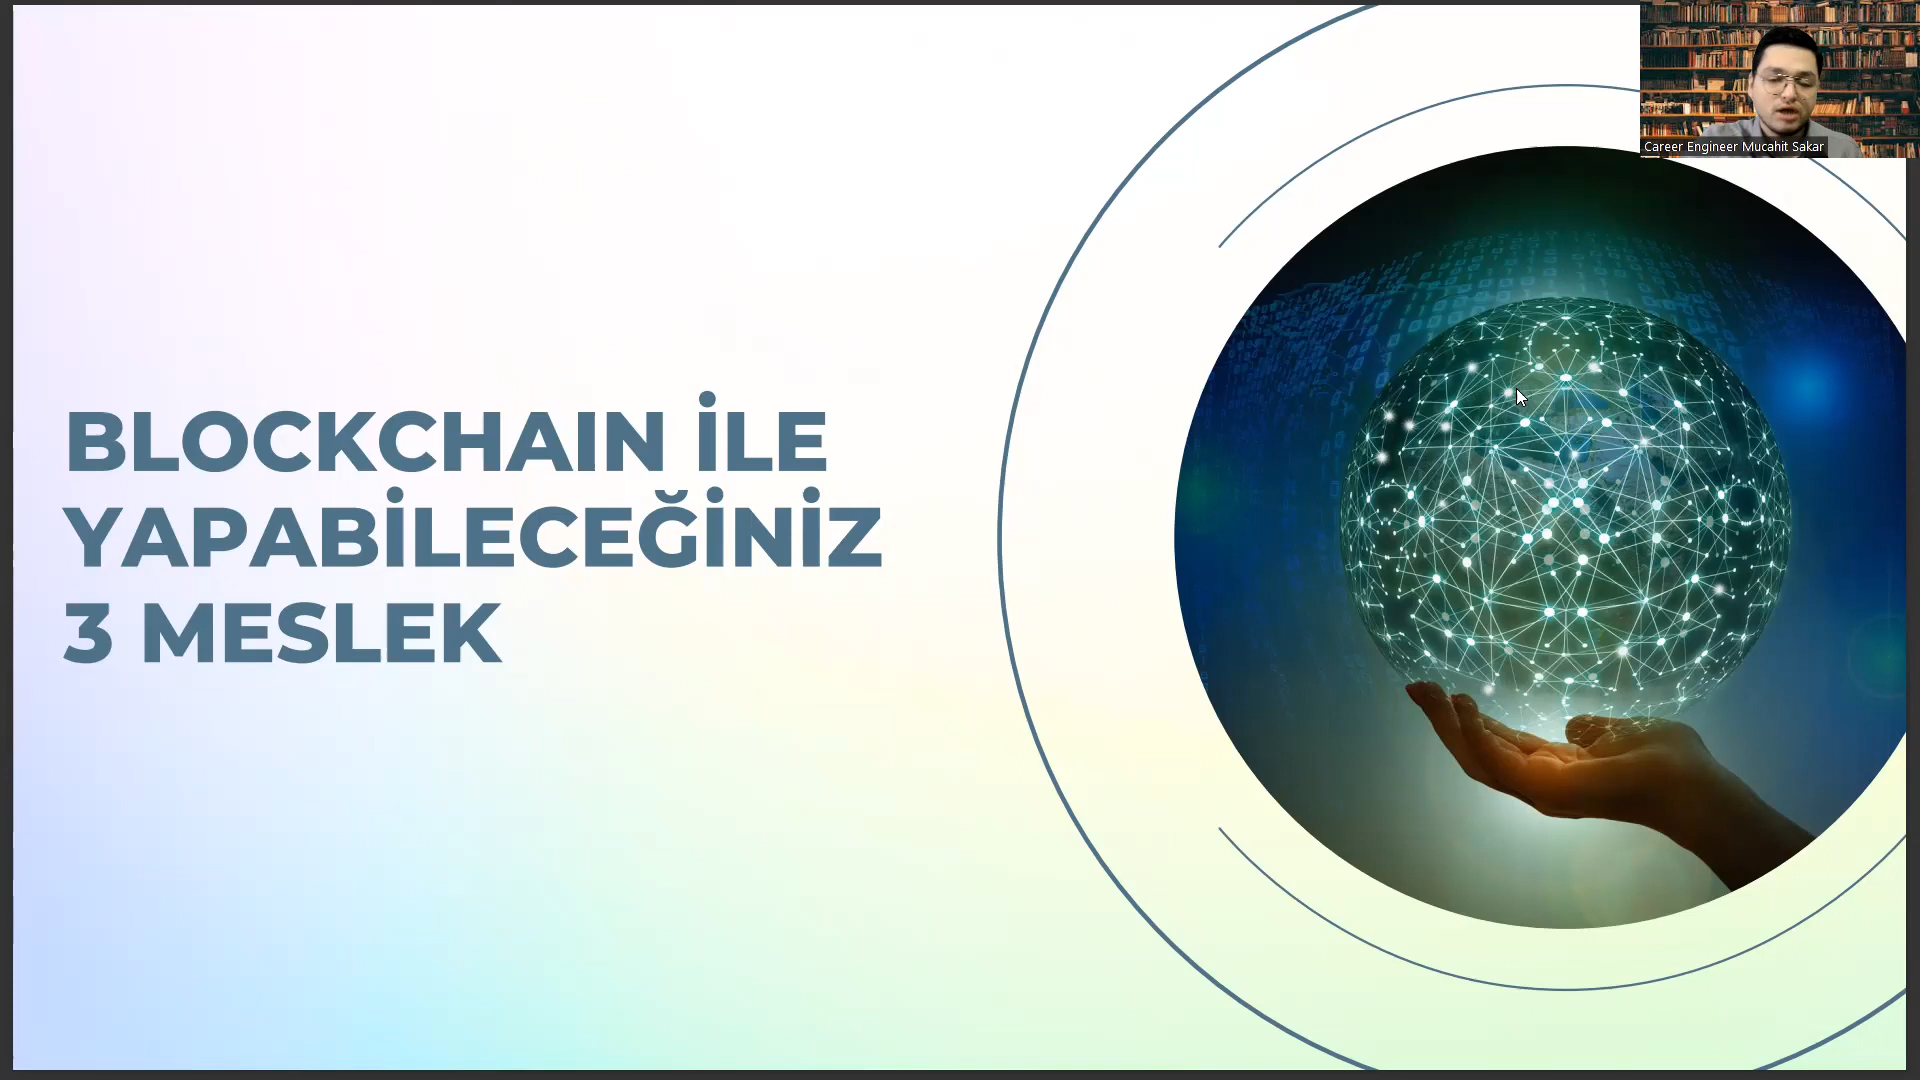 Career Engineer Mucahit Sakar
BLOCKCHAIN İLE
YAPABİLECEĞİNİZ
3 MESLEK